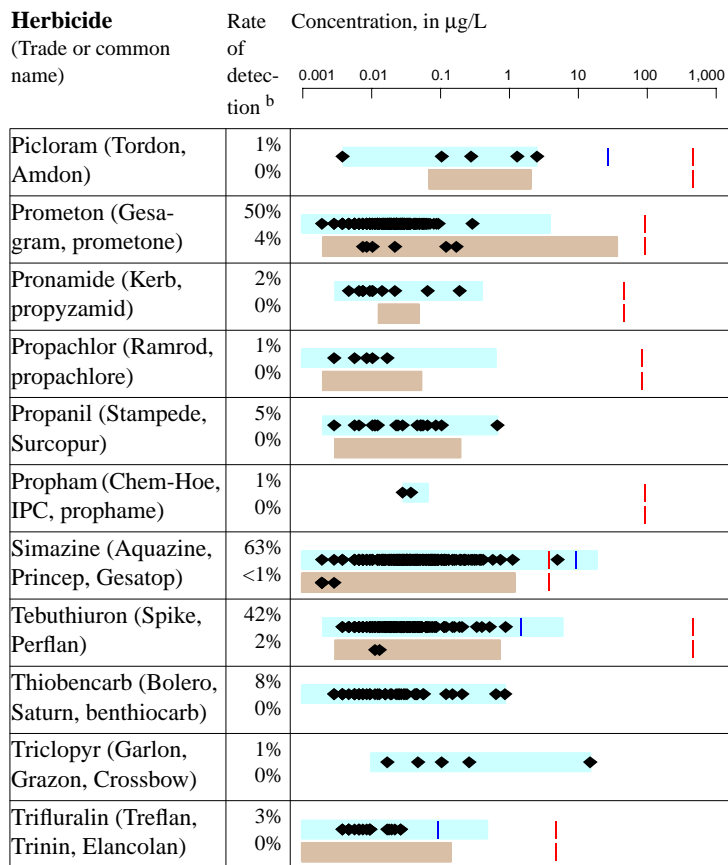 Herbicide Rate Concentration, in µg/L
(Trade or common of
name) detec-
tion b
0.001 0.01 0.1 1 10 100 1,000
Picloram (Tordon, 1%
Amdon) 0%
Prometon (Gesa- 50%
gram, prometone) 4%
Pronamide (Kerb, 2%
propyzamid) 0%
Propachlor (Ramrod, 1%
propachlore) 0%
Propanil (Stampede, 5%
Surcopur) 0%
Propham (Chem-Hoe, 1%
IPC, prophame) 0%
Simazine (Aquazine, 63%
Princep, Gesatop) <1%
Tebuthiuron (Spike, 42%
Perflan) 2%
Thiobencarb (Bolero, 8%
Saturn, benthiocarb) 0%
Triclopyr (Garlon, 1%
Grazon, Crossbow) 0%
Trifluralin (Treflan, 3%
Trinin, Elancolan) 0%